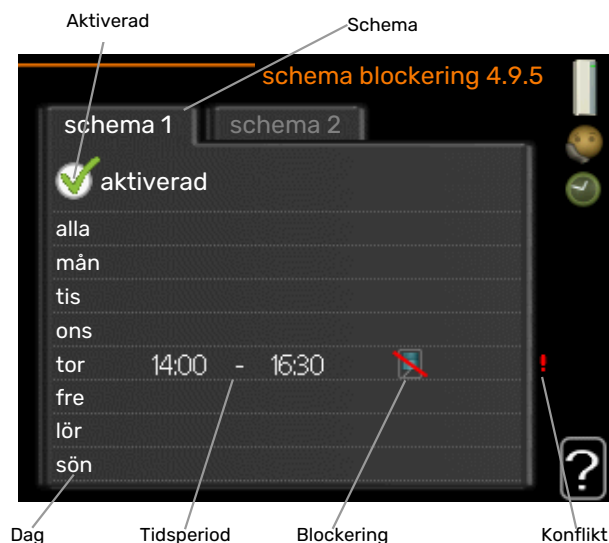 Aktiverad
Schema
schema blockering 4.9.5
schema 1
schema 2
aktiverad
alla
mån
tis
ons
tor 14:00 - 16:30 !
fre
lör
sön
?
Dag
Tidsperiod
Blockering
Konflikt